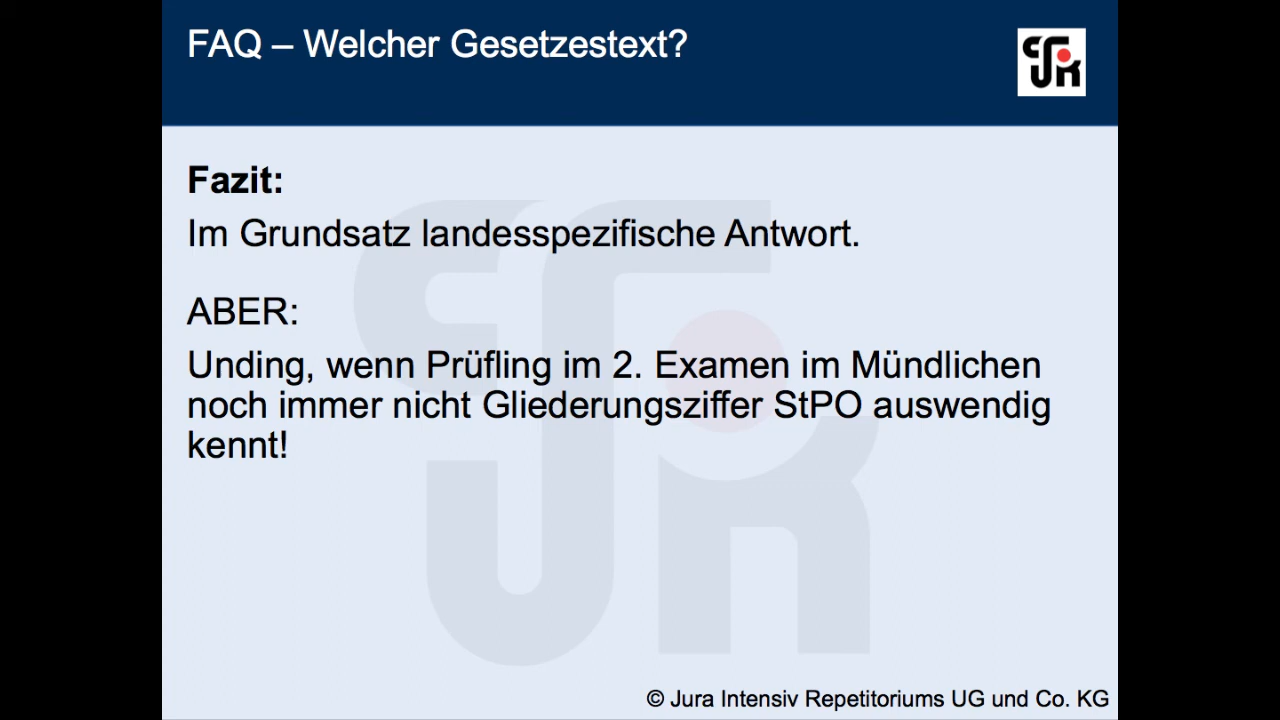 FAQ – Welcher Gesetzestext?
Fazit:
Im Grundsatz landesspezifische Antwort.
ABER:
Unding, wenn Prüfling im 2. Examen im Mündlichen
noch immer nicht Gliederungsziffer StPO auswendig
kennt!
© Jura Intensiv Repetitoriums UG und Co. KG